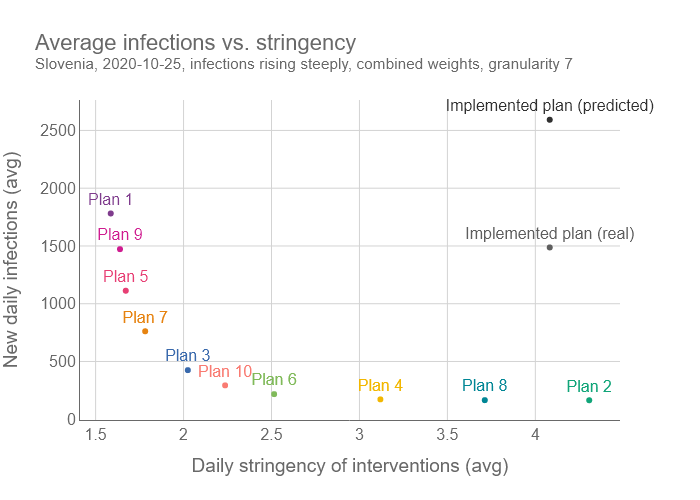 Average infections vs. stringency
Slovenia, 2020-10-25, infections rising steeply, combined weights, granularity 7
New daily infections (avg)
2500
2000
1500
1000
500
0
Implemented plan (predicted)
Plan 1
Plan 9
Implemented plan (real)
Plan 5
Plan 7
Plan 3
Plan 10
Plan 6
Plan 4
Plan 8
Plan 2
1.5
2
2.5
3
3.5
4
Daily stringency of interventions (avg)